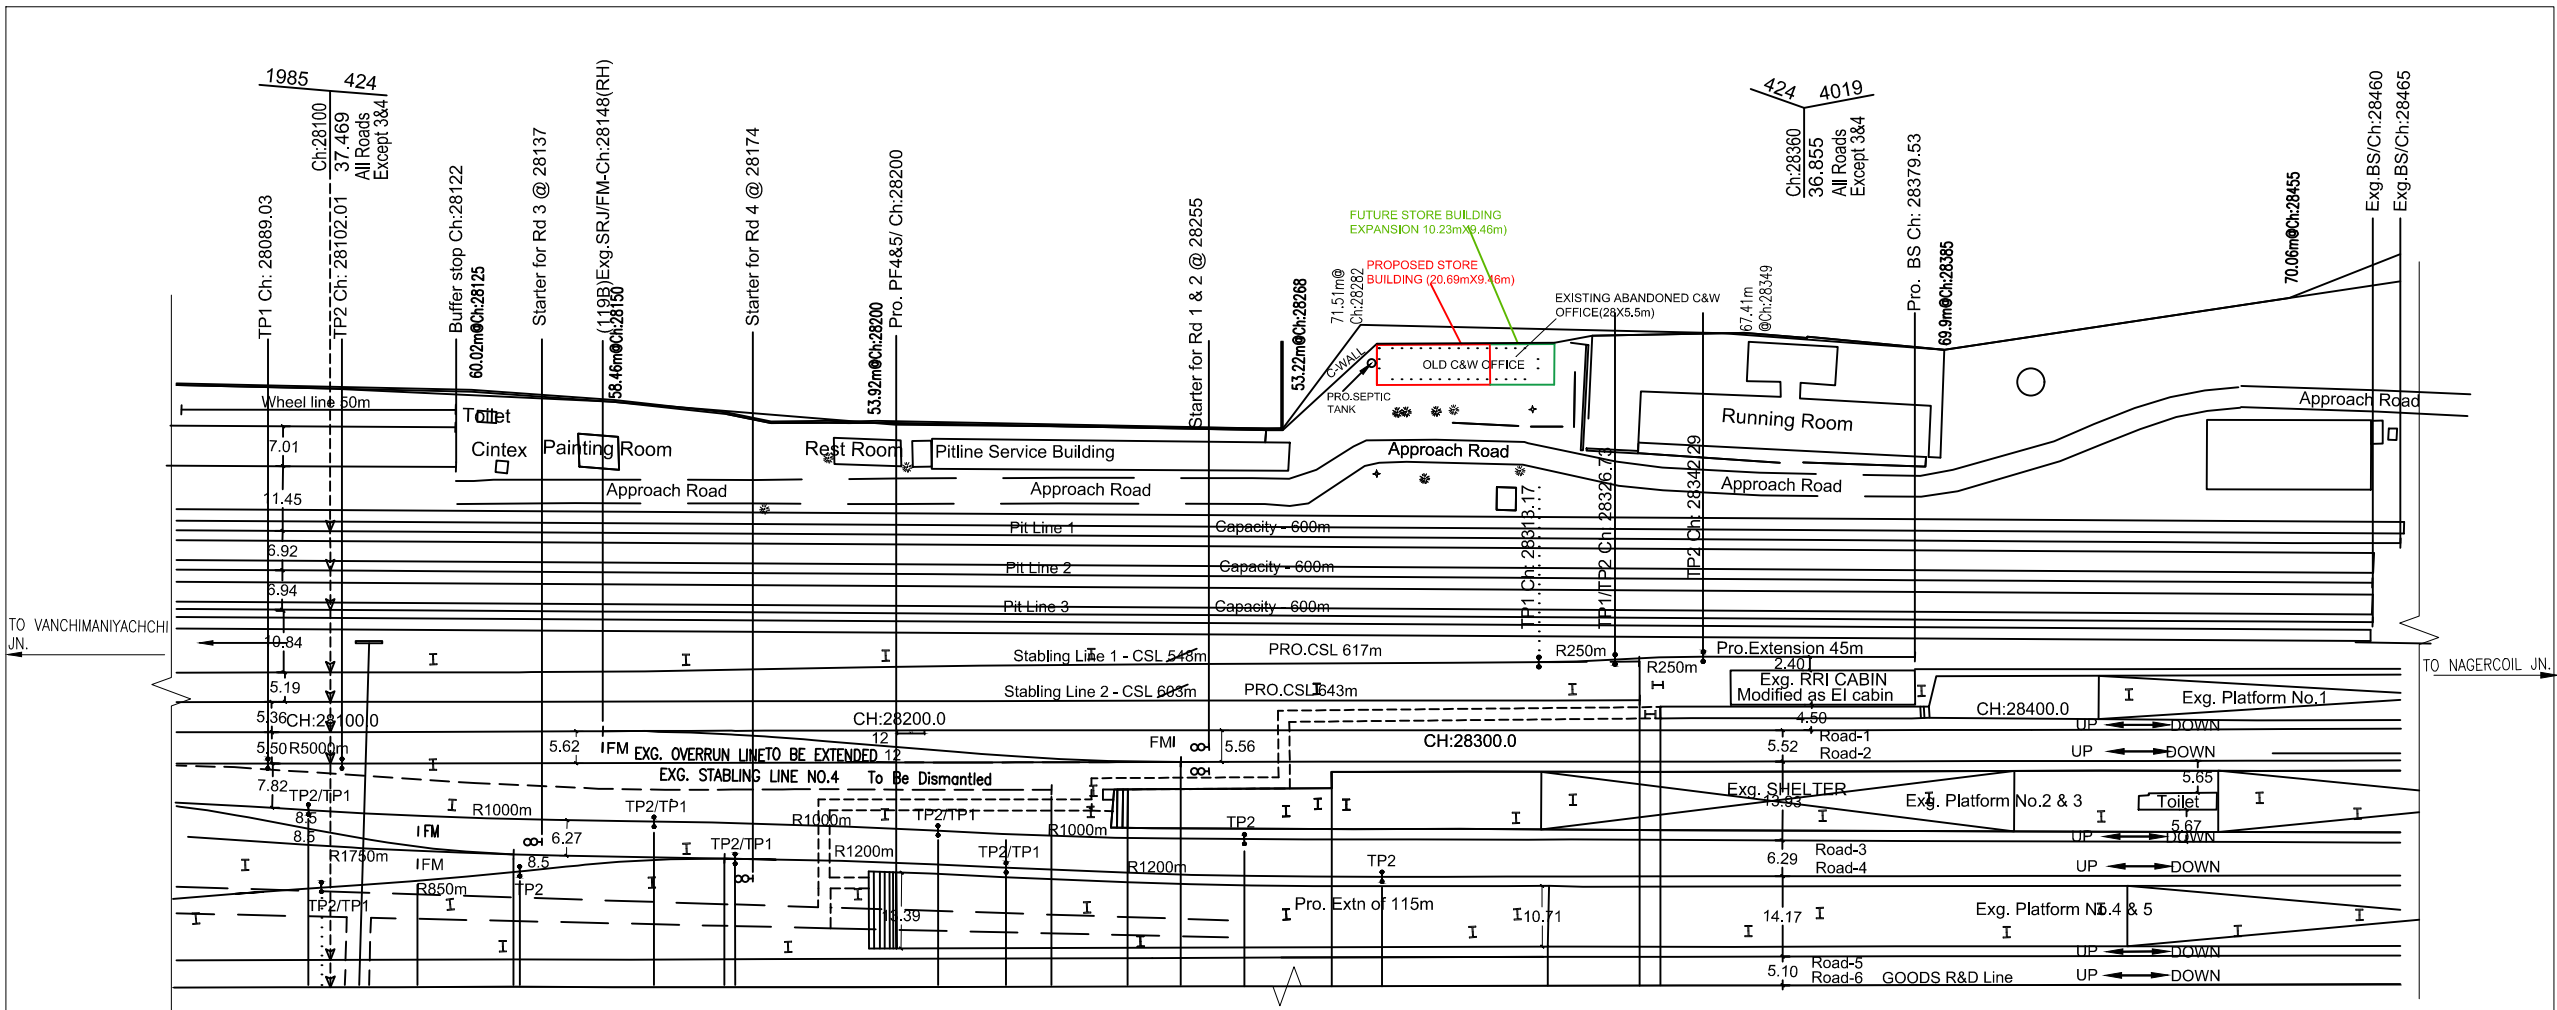 1985
424
Ch:28100
37.469
All Roads
Except 3&4
TP1 Ch: 28089.03
TP2 Ch: 28102.01
Buffer stop Ch:28122
60.02m@Ch:28125
Starter for Rd 3 @ 28137
(119B)Exg.SRJ/FM-Ch:28148(RH)
58.46m@Ch:28150
Starter for Rd 4 @ 28174
53.92m@Ch:28200
Pro. PF4&5/ Ch:28200
Starter for Rd 1 & 2 @ 28255
53.22m@Ch:28268
71.51m@
Ch:28282
FUTURE STORE BUILDING
EXPANSION 10.23mX9.46m)
PROPOSED STORE
BUILDING (20.69mX9.46m)
EXISTING ABANDONED C&W
OFFICE(28X5.5m)
OLD C&W OFFICE
C-WALL
PRO.SEPTIC
TANK
67.41m
@Ch:28349
424
4019
Ch:28360
36.855
All Roads
Except 3&4
Pro. BS Ch: 28379.53
69.9m@Ch:28385
70.06m@Ch:28455
Exg.BS/Ch:28460
Exg.BS/Ch:28465
Wheel line 50m
Toilet
Cintex
Painting Room
Rest Room
Pitline Service Building
Approach Road
Running Room
Approach Road
7.01
11.45
Approach Road
Approach Road
Approach Road
TP1 Ch: 28313.17
TP1/TP2 Ch: 28326.73
TP2 Ch: 28342.29
Pit Line 1
Capacity - 600m
6.92
Pit Line 2
Capacity - 600m
6.94
Pit Line 3
Capacity - 600m
TO VANCHIMANIYACHCHI
JN.
10.84
Stabling Line 1 - CSL 548m
PRO.CSL 617m
R250m
Pro.Extension 45m
2.40
R250m
TO NAGERCOIL JN.
5.19
Stabling Line 2 - CSL 603m
PRO.CSL 643m
Exg. RRI CABIN
Modified as EI cabin
Exg. Platform No.1
5.36
CH:28100.0
CH:28200.0
CH:28300.0
CH:28400.0
4.50
UP
DOWN
Road-1
5.50
R5000m
5.62
FM
12
EXG. OVERRUN LINETO BE EXTENDED
12
FM
5.56
5.52
Road-2
UP
DOWN
EXG. STABLING LINE NO.4
To Be Dismantled
7.82
TP2/TP1
R1000m
TP2/TP1
R1000m
TP2/TP1
R1000m
TP2
Exg. SHELTER
13.93
Exg. Platform No.2 & 3
5.65
Toilet
5.67
8.5
8.5
FM
6.27
UP
DOWN
Road-3
R1750m
FM
8.5
TP2/TP1
R1200m
TP2/TP1
R1200m
TP2
6.29
Road-4
UP
DOWN
R850m
TP2
TP2/TP1
13.39
Pro. Extn of 115m
10.71
14.17
Exg. Platform No.4 & 5
UP
DOWN
Road-5
5.10
Road-6
GOODS R&D Line
UP
DOWN